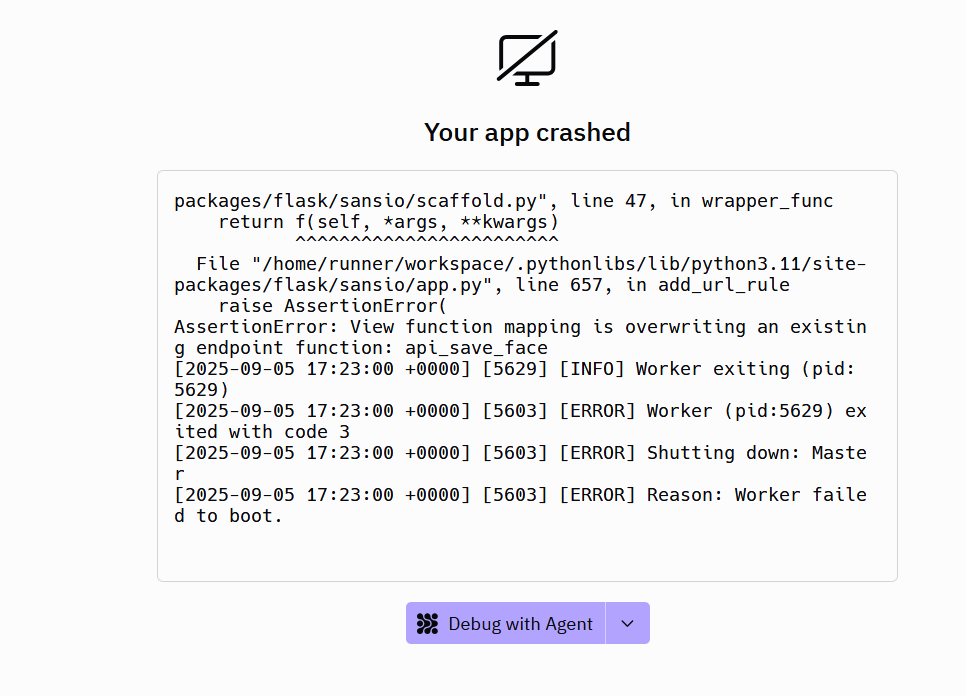 Your app crashed
packages/flask/sansio/scaffold.py", line 47, in wrapper_func
    return f(self, *args, **kwargs)
           ^^^^^^^^^^^^^^^^^^^^^^^^
  File "/home/runner/workspace/.pythonlibs/lib/python3.11/site-
packages/flask/sansio/app.py", line 657, in add_url_rule
    raise AssertionError(
AssertionError: View function mapping is overwriting an existin
g endpoint function: api_save_face
[2025-09-05 17:23:00 +0000] [5629] [INFO] Worker exiting (pid:
5629)
[2025-09-05 17:23:00 +0000] [5603] [ERROR] Worker (pid:5629) ex
ited with code 3
[2025-09-05 17:23:00 +0000] [5603] [ERROR] Shutting down: Maste
r
[2025-09-05 17:23:00 +0000] [5603] [ERROR] Reason: Worker faile
d to boot.
Debug with Agent